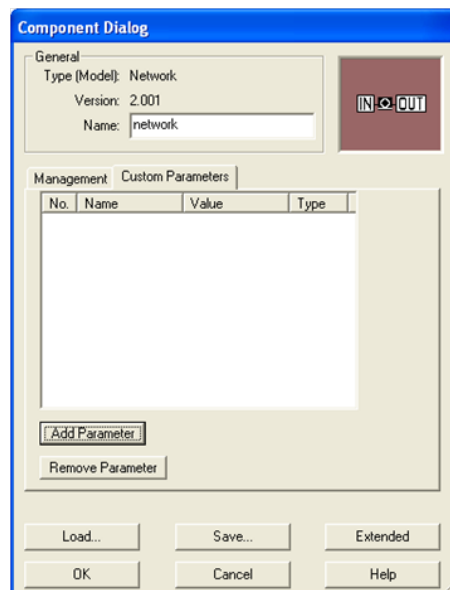 Component Dialog
General
Type (Model): Network
Version: 2.001
Name: network
IN OUT
Management Custom Parameters
No. Name Value Type
Add Parameter
Remove Parameter
Load... Save... Extended
OK Cancel Help